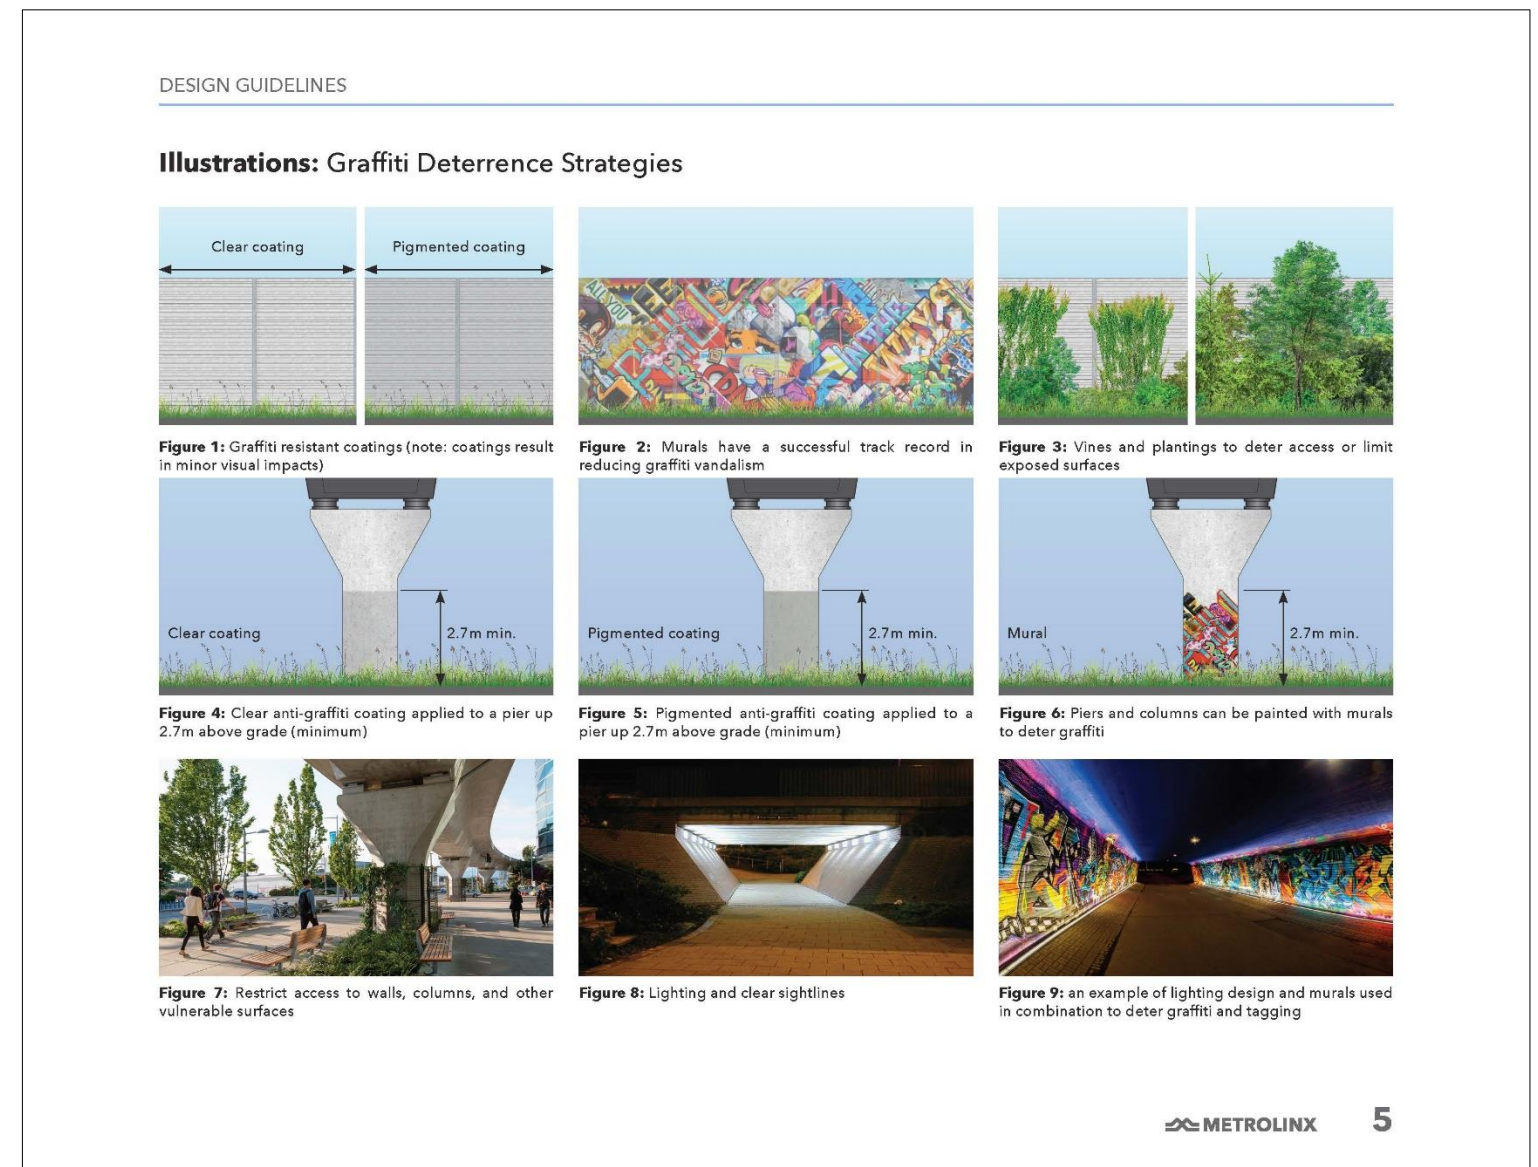 DESIGN GUIDELINES
Illustrations: Graffiti Deterrence Strategies
Clear coating
Pigmented coating
ALL YOU
Figure 1: Graffiti resistant coatings (note: coatings result
in minor visual impacts)
Figure 2: Murals have a successful track record in
reducing graffiti vandalism
Figure 3: Vines and plantings to deter access or limit
exposed surfaces
Clear coating
2.7m min.
Pigmented coating
2.7m min.
Mural
2.7m min.
Figure 4: Clear anti-graffiti coating applied to a pier up
2.7m above grade (minimum)
Figure 5: Pigmented anti-graffiti coating applied to a
pier up 2.7m above grade (minimum)
Figure 6: Piers and columns can be painted with murals
to deter graffiti
Figure 7: Restrict access to walls, columns, and other
vulnerable surfaces
Figure 8: Lighting and clear sightlines
Figure 9: an example of lighting design and murals used
in combination to deter graffiti and tagging
METROLINX 5